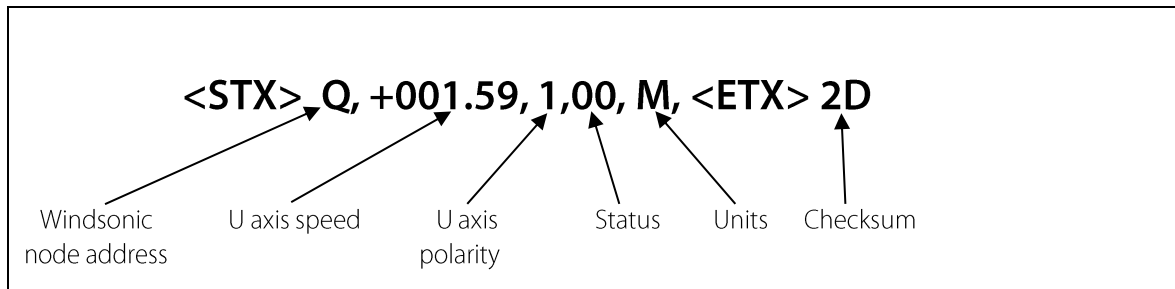 <STX> Q, +001.59, 1,00, M, <ETX> 2D
Windsonic node address
U axis speed
U axis polarity
Status
Units
Checksum